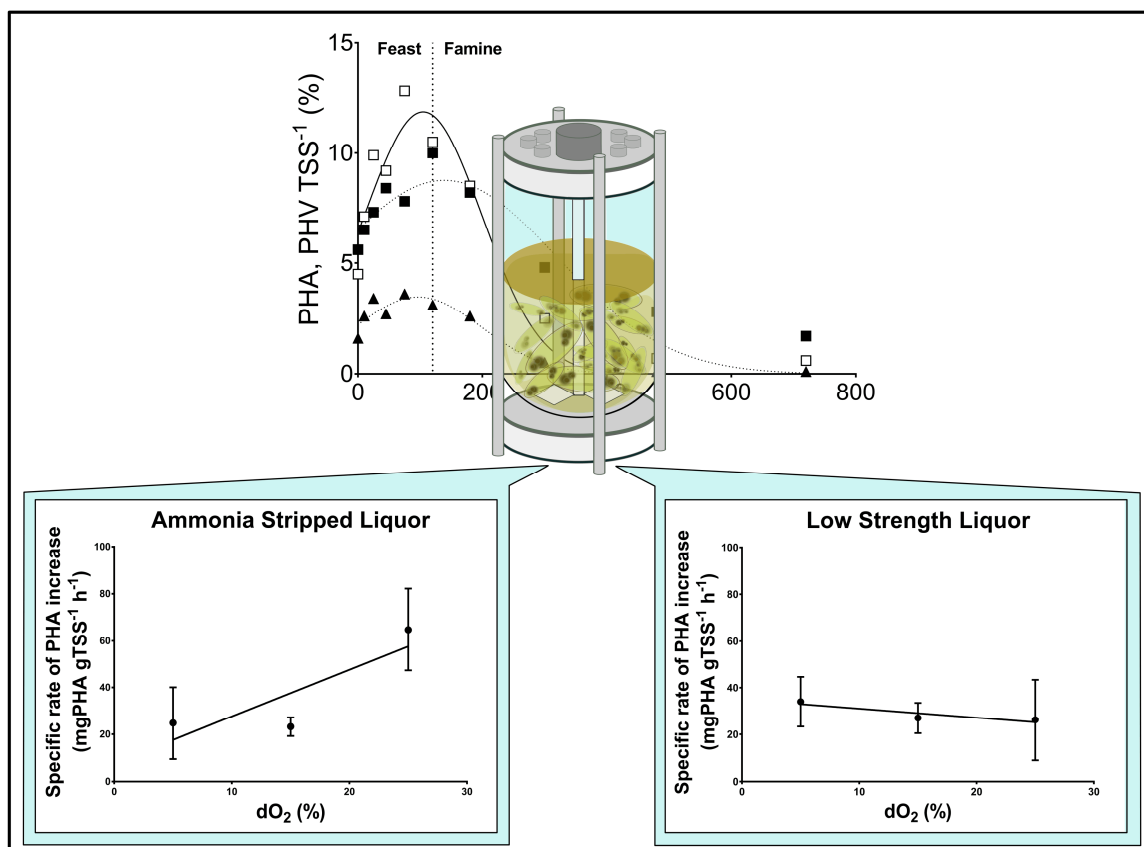 Feast Famine
PHA, PHV TSS⁻¹ (%)
15
10
5
0
0 200 600 800
Ammonia Stripped Liquor
Specific rate of PHA increase
(mgPHA gTSS⁻¹ h⁻¹)
100
80
60
40
20
0
0 10 20 30
dO₂ (%)
Low Strength Liquor
Specific rate of PHA increase
(mgPHA gTSS⁻¹ h⁻¹)
100
80
60
40
20
0
0 10 20 30
dO₂ (%)